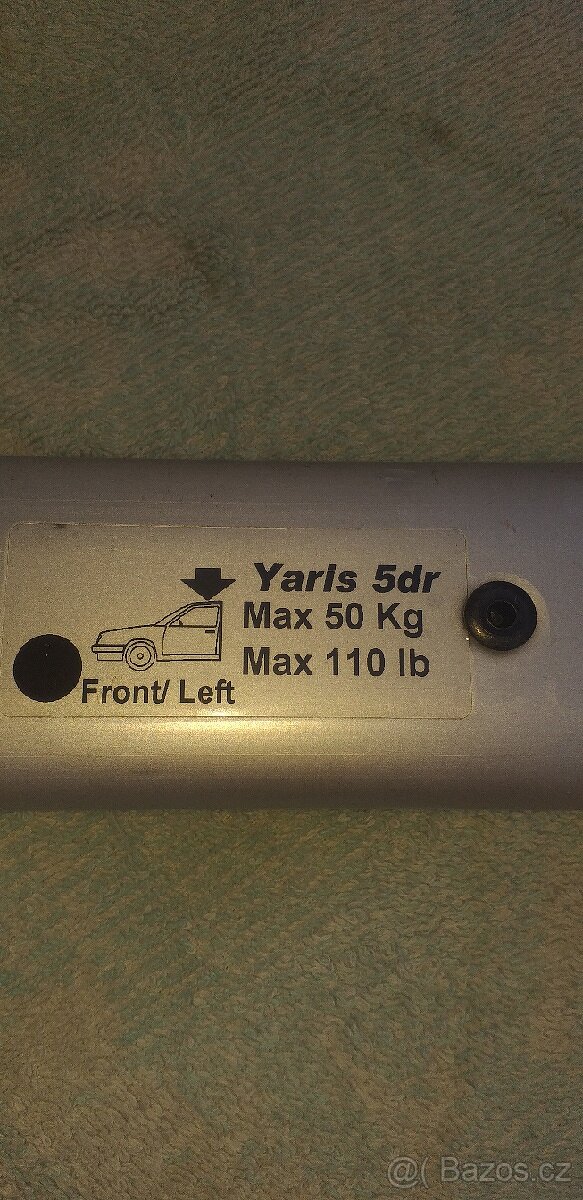 Yaris 5dr
Max 50 Kg
Max 110 lb
Front/ Left
@( Bazos.cz